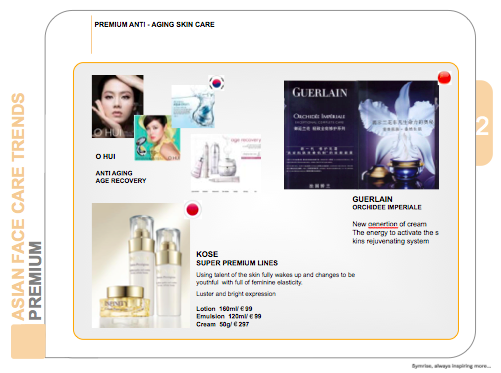 PREMIUM ANTI - AGING SKIN CARE
ASIAN FACE CARE TRENDS
PREMIUM
2
O HUI
age recovery
GUERLAIN
ORCHIDÉE IMPÉRIALE
O HUI
ANTI AGING
AGE RECOVERY
GUERLAIN
ORCHIDEE IMPERIALE
New oenertion of cream
The energy to activate the s
kins rejuvenating system
KOSE
SUPER PREMIUM LINES
Using talent of the skin fully wakes up and changes to be
youthful with full of feminine elasticity.
Luster and bright expression
Lotion 160ml/ € 99
Emulsion 120ml/ € 99
Cream 50g/ € 297
INFINITY
Symrise, always inspiring more...